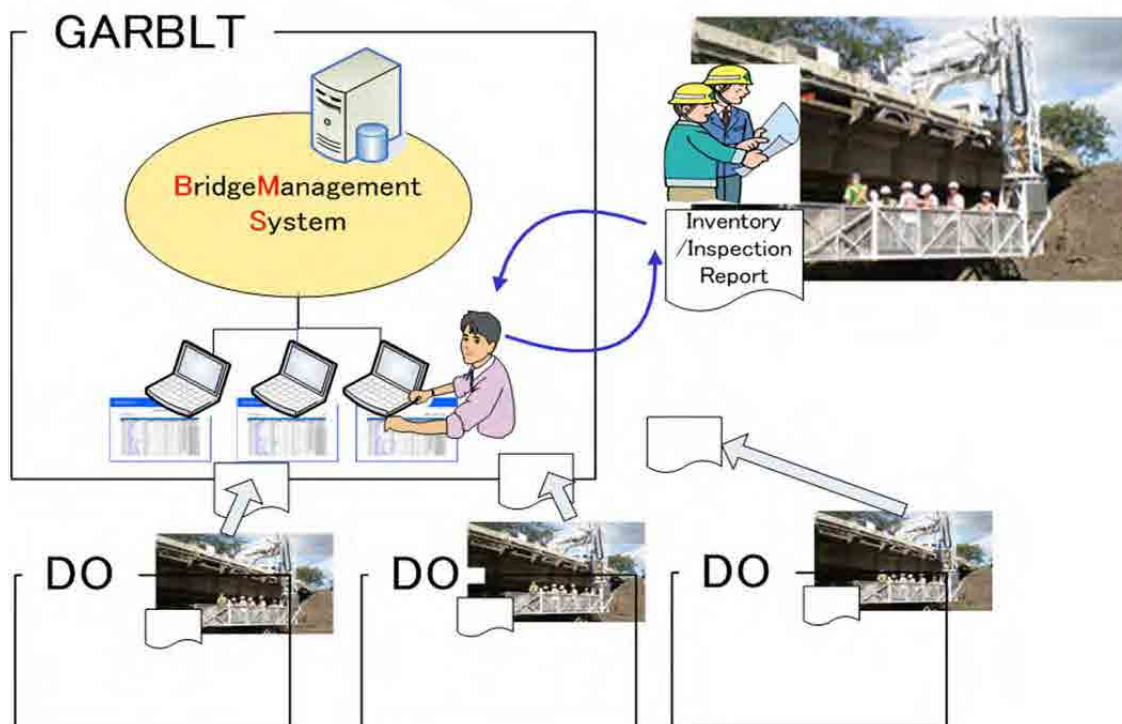 GARBLT
BridgeManagement
System
Inventory
/Inspection
Report
DO
DO
DO